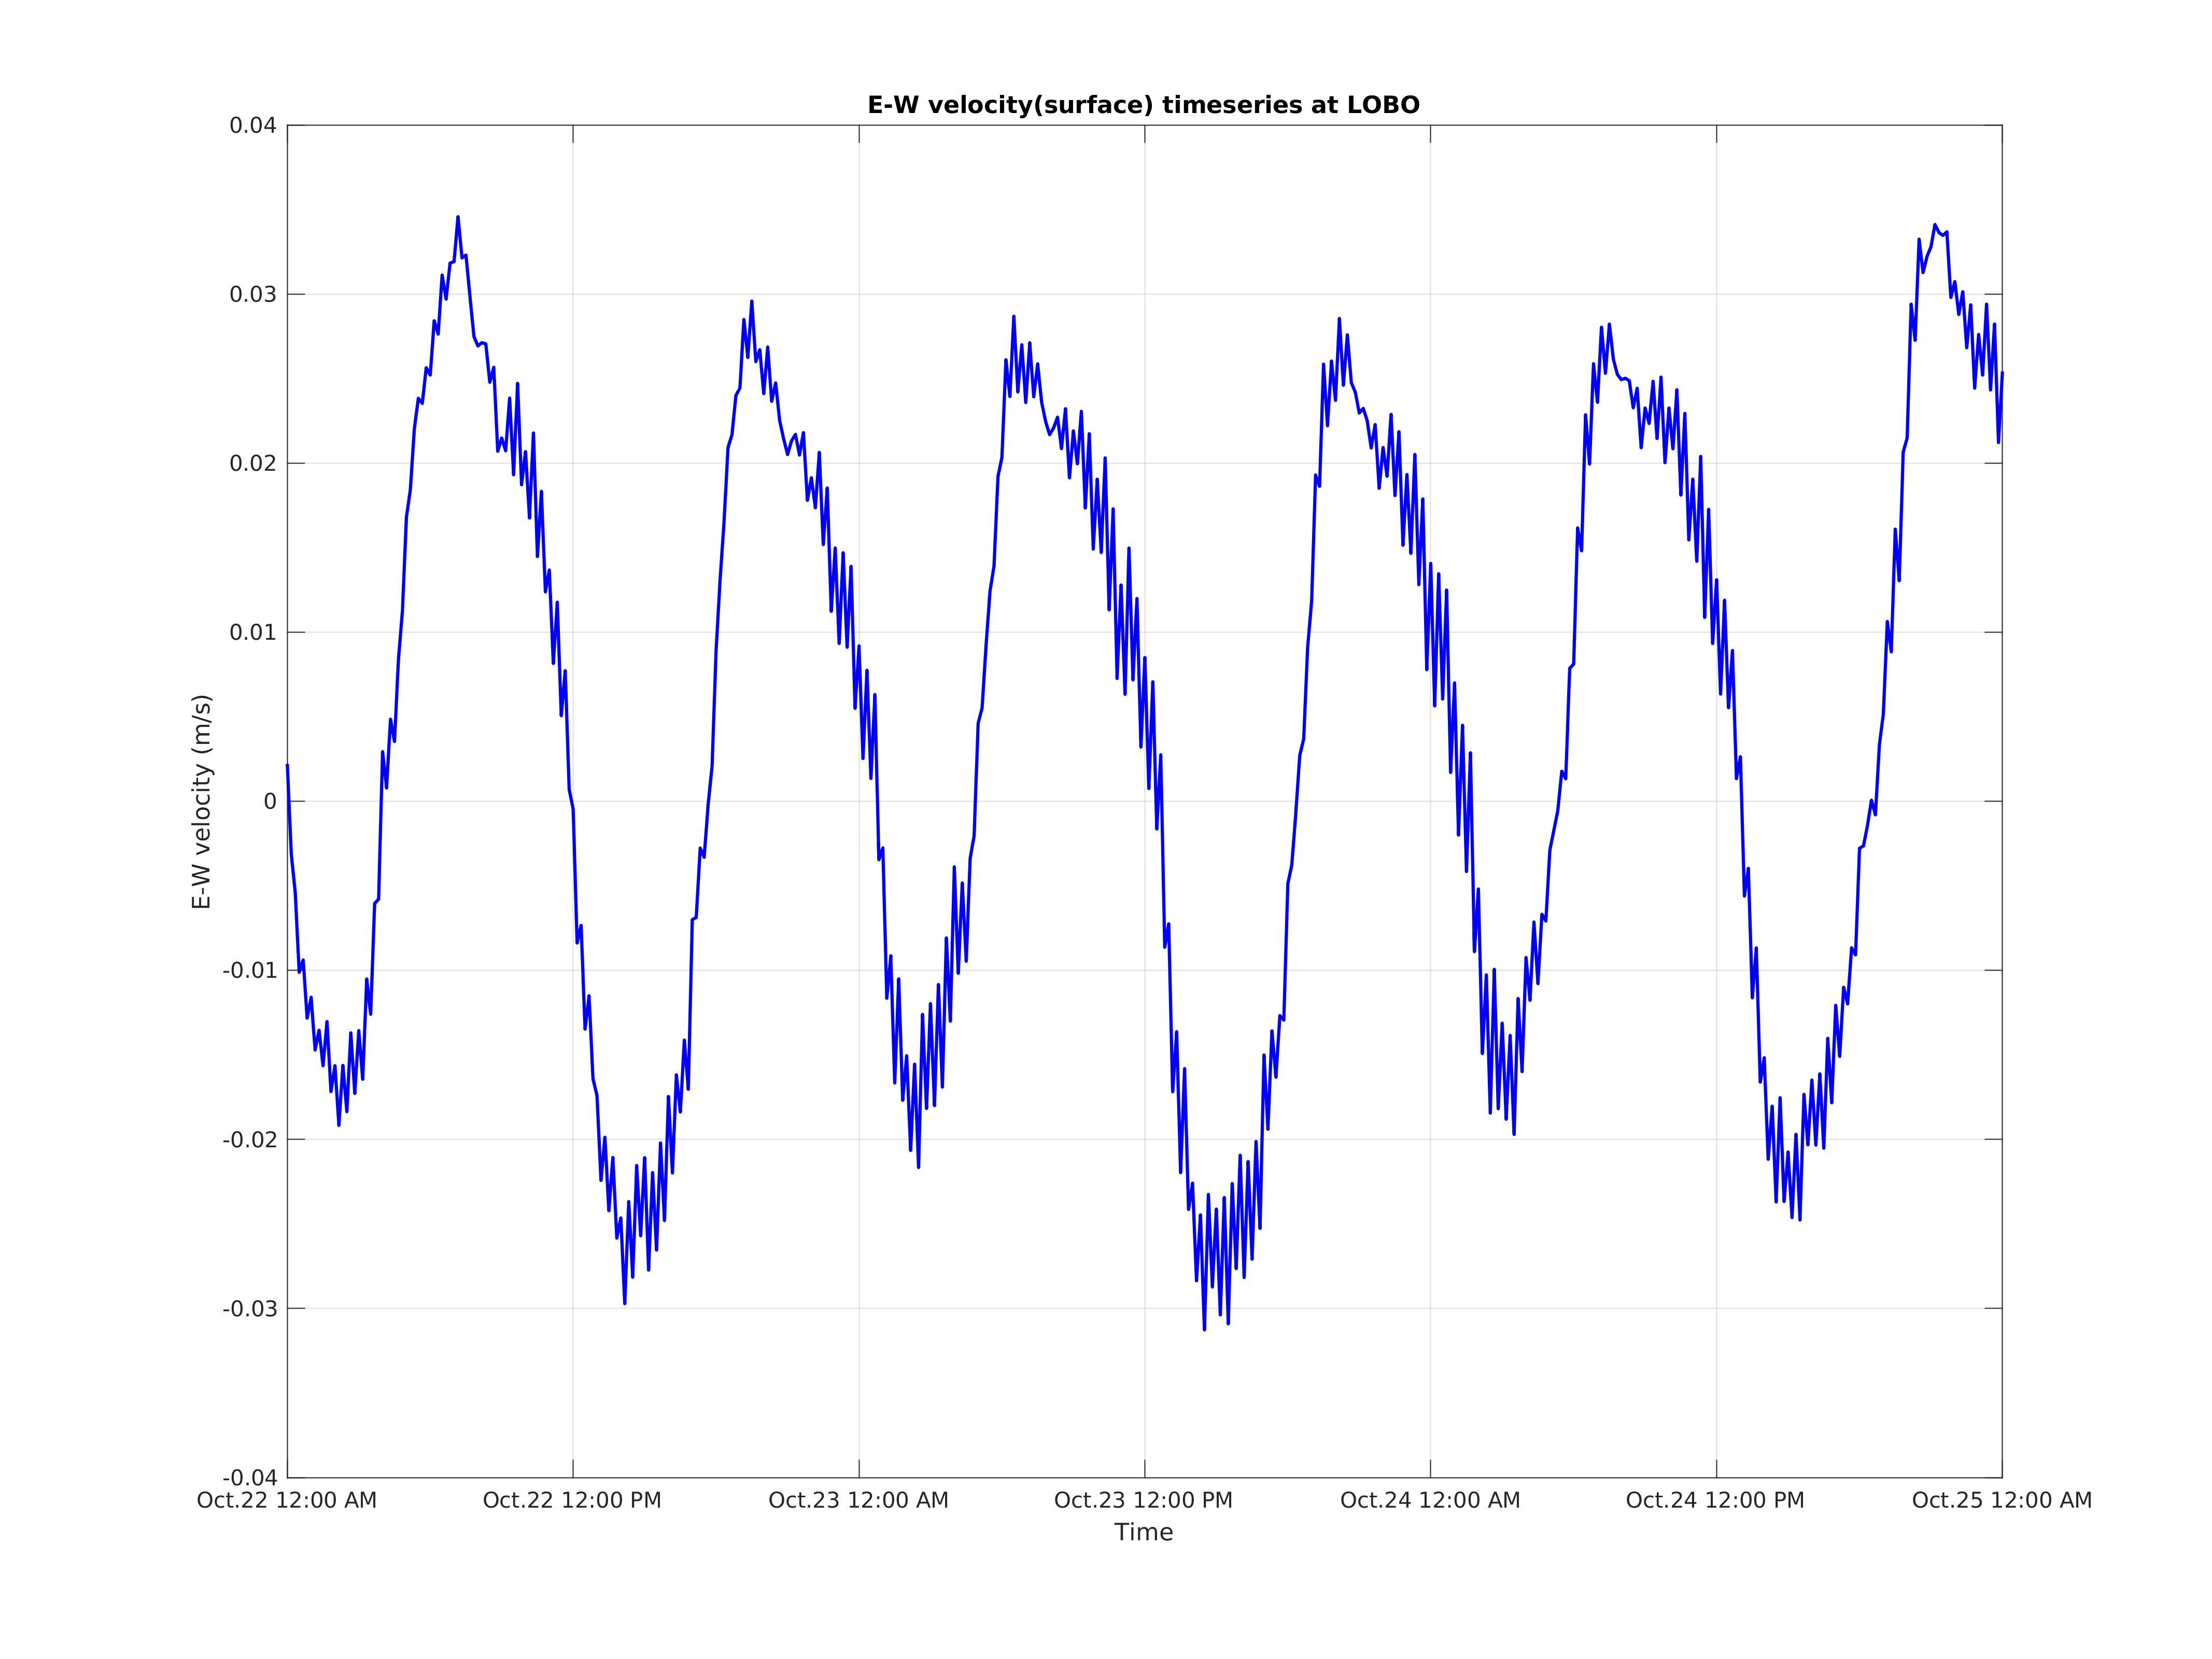 E-W velocity(surface) timeseries at LOBO
0.04
0.03
0.02
0.01
0
-0.01
-0.02
-0.03
-0.04
E-W velocity (m/s)
Oct.22 12:00 AM Oct.22 12:00 PM Oct.23 12:00 AM Oct.23 12:00 PM Oct.24 12:00 AM Oct.24 12:00 PM Oct.25 12:00 AM
Time